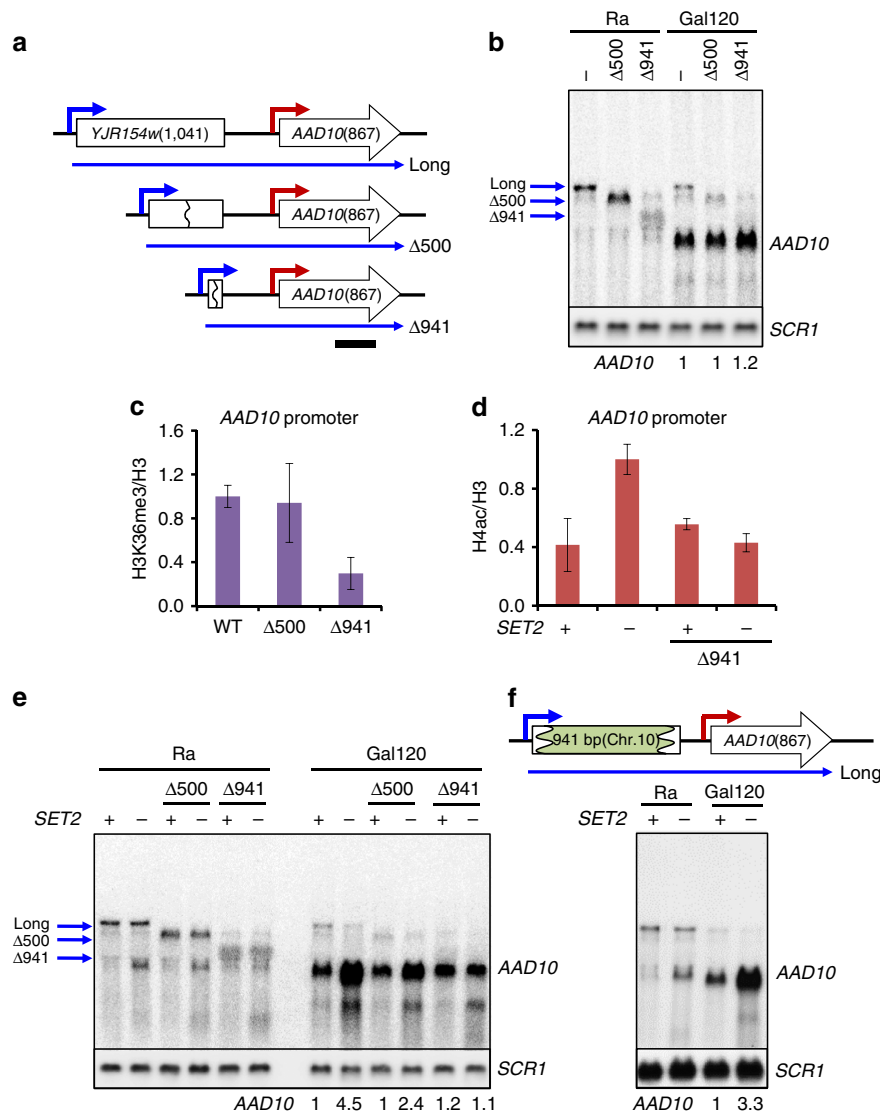 a
YJR154w(1,041)
AAD10(867)
Long
AAD10(867)
Δ500
AAD10(867)
Δ941
b
Ra
Gal120
– Δ500 Δ941 – Δ500 Δ941
Long
Δ500
Δ941
AAD10
SCR1
AAD10 1 1 1.2
c
AAD10 promoter
H3K36me3/H3
1.6
1.2
0.8
0.4
0.0
WT Δ500 Δ941
d
AAD10 promoter
H4ac/H3
1.2
0.8
0.4
0.0
SET2 + – + –
Δ941
e
Ra
Gal120
Δ500 Δ941 Δ500 Δ941
SET2 + – + – + – + – + – + –
Long
Δ500
Δ941
AAD10
SCR1
AAD10 1 4.5 1 2.4 1.2 1.1
f
941 bp(Chr.10)
AAD10(867)
Long
Ra Gal120
SET2 + – + –
AAD10
SCR1
AAD10 1 3.3